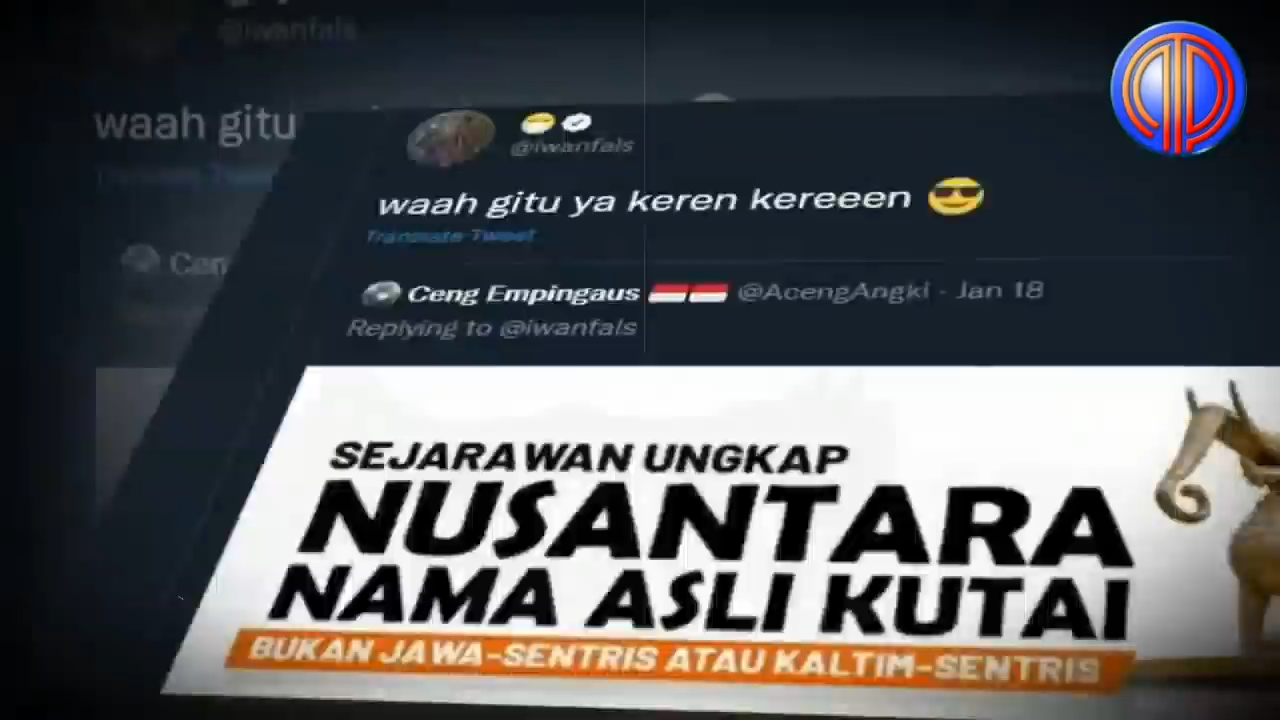 @iwanfals
waah gitu
@iwanfals
waah gitu ya keren kereeen
Translate Tweet
Ceng Empingaus @AcengAngki · Jan 18
Replying to @iwanfals
SEJARAWAN UNGKAP
NUSANTARA
NAMA ASLI KUTAI
BUKAN JAWA-SENTRIS ATAU KALTIM-SENTRIS